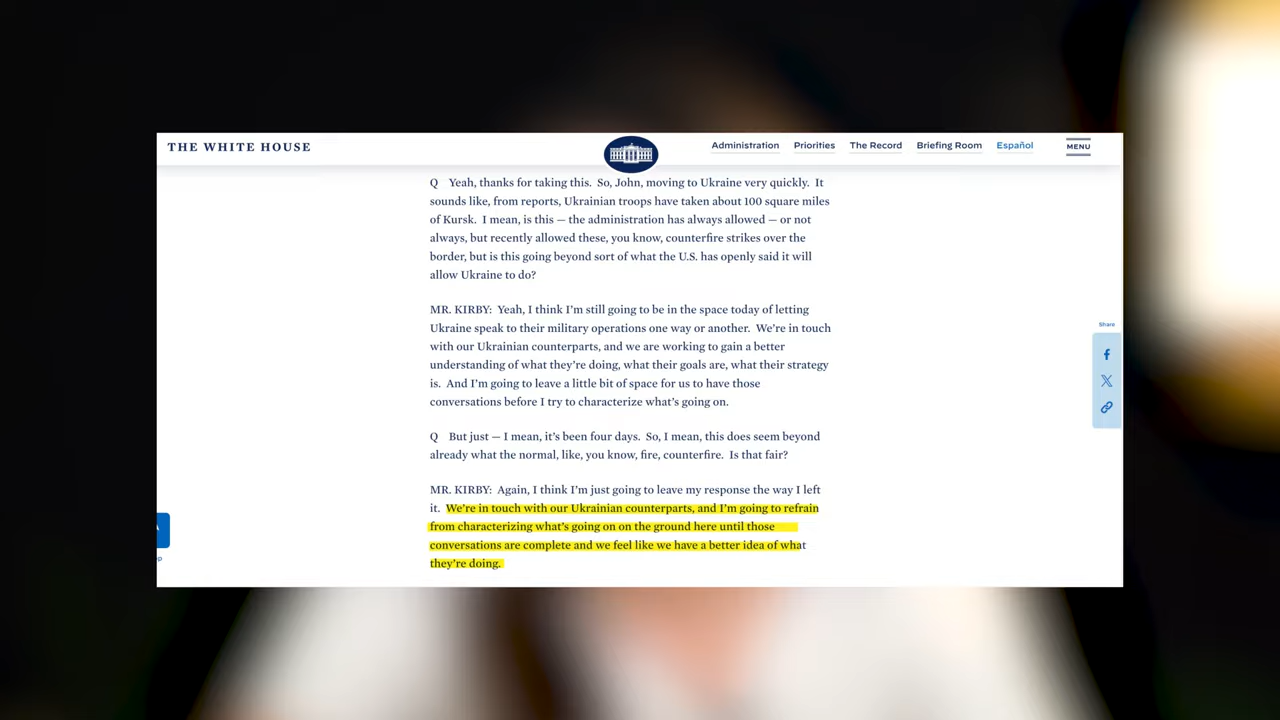 THE WHITE HOUSE
Administration Priorities The Record Briefing Room Español MENU
Q Yeah, thanks for taking this. So, John, moving to Ukraine very quickly. It
sounds like, from reports, Ukrainian troops have taken about 100 square miles
of Kursk. I mean, is this — the administration has always allowed — or not
always, but recently allowed these, you know, counterfire strikes over the
border, but is this going beyond sort of what the U.S. has openly said it will
allow Ukraine to do?
MR. KIRBY: Yeah, I think I'm still going to be in the space today of letting
Ukraine speak to their military operations one way or another. We're in touch
with our Ukrainian counterparts, and we are working to gain a better
understanding of what they're doing, what their goals are, what their strategy
is. And I'm going to leave a little bit of space for us to have those
conversations before I try to characterize what's going on.
Q But just — I mean, it's been four days. So, I mean, this does seem beyond
already what the normal, like, you know, fire, counterfire. Is that fair?
MR. KIRBY: Again, I think I'm just going to leave my response the way I left
it. We're in touch with our Ukrainian counterparts, and I'm going to refrain
from characterizing what's going on on the ground here until those
conversations are complete and we feel like we have a better idea of what
they're doing.
Share